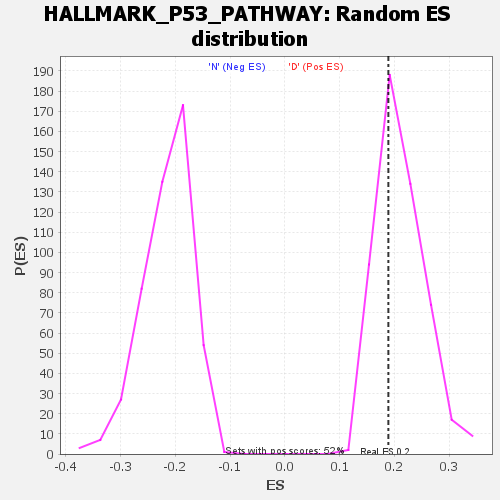 HALLMARK_P53_PATHWAY: Random ES
distribution
'N' (Neg ES) 'D' (Pos ES)
190
180
170
160
150
140
130
120
110
100
90
80
70
60
50
40
30
20
10
0
P(ES)
Sets with pos scores: 52%
Real ES 0.2
-0.4 -0.3 -0.2 -0.1 0.0 0.1 0.2 0.3
ES